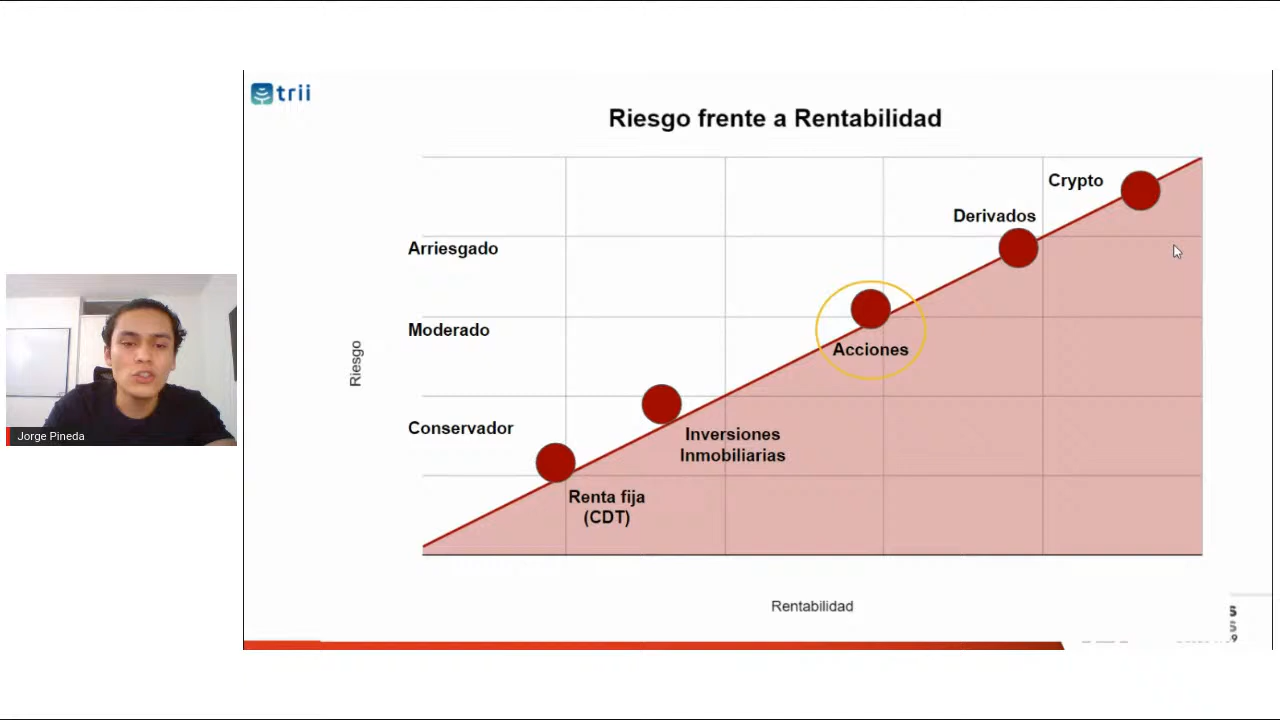 trii
Riesgo frente a Rentabilidad
Crypto
Derivados
Arriesgado
Moderado
Acciones
Riesgo
Conservador
Inversiones
Inmobiliarias
Renta fija
(CDT)
Rentabilidad
Jorge Pineda